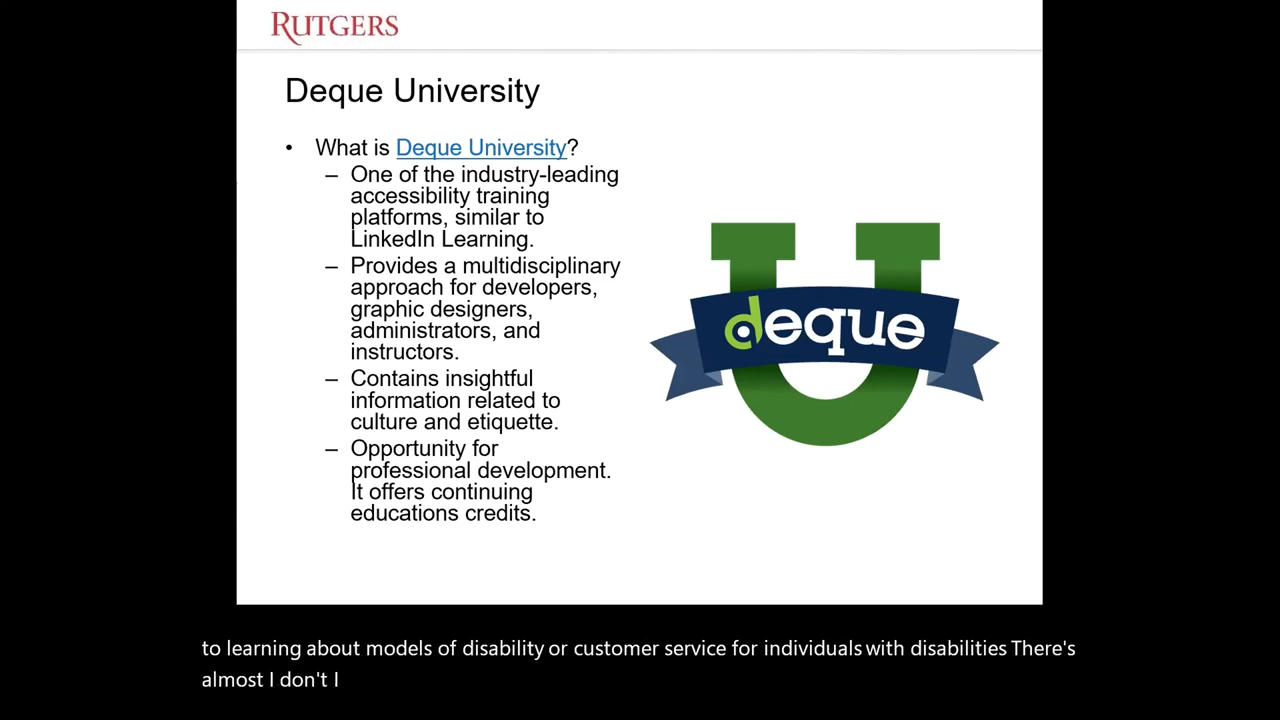 RUTGERS
Deque University
• What is Deque University?
– One of the industry-leading
accessibility training
platforms, similar to
LinkedIn Learning.
– Provides a multidisciplinary
approach for developers,
graphic designers,
administrators, and
instructors.
– Contains insightful
information related to
culture and etiquette.
– Opportunity for
professional development.
It offers continuing
educations credits.
U
deque
to learning about models of disability or customer service for individuals with disabilities There's
almost I don't I